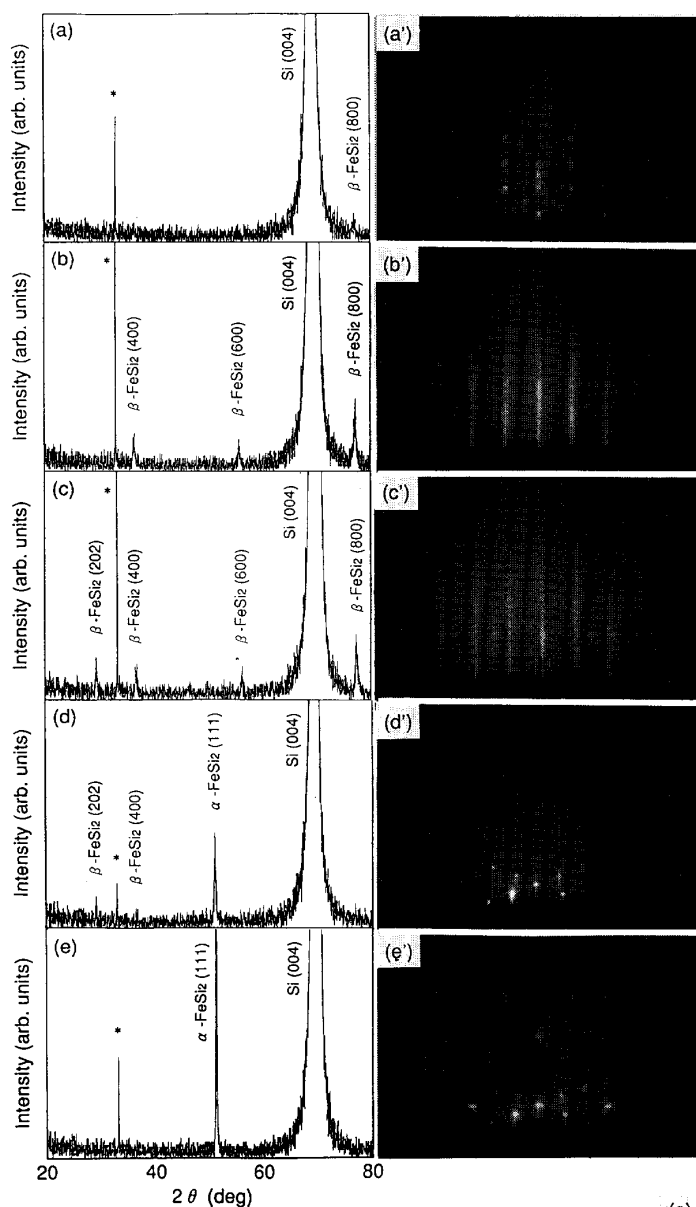 (a)
Intensity (arb. units)
*
Si (004)
β-FeSi2 (800)
(a')
(b)
Intensity (arb. units)
*
β-FeSi2 (400)
β-FeSi2 (600)
Si (004)
β-FeSi2 (800)
(b')
(c)
Intensity (arb. units)
*
β-FeSi2 (202)
β-FeSi2 (400)
β-FeSi2 (600)
Si (004)
β-FeSi2 (800)
(c')
(d)
Intensity (arb. units)
β-FeSi2 (202)
*
β-FeSi2 (400)
α-FeSi2 (111)
Si (004)
(d')
(e)
Intensity (arb. units)
*
α-FeSi2 (111)
Si (004)
(e')
20 40 60 80
2 θ (deg)